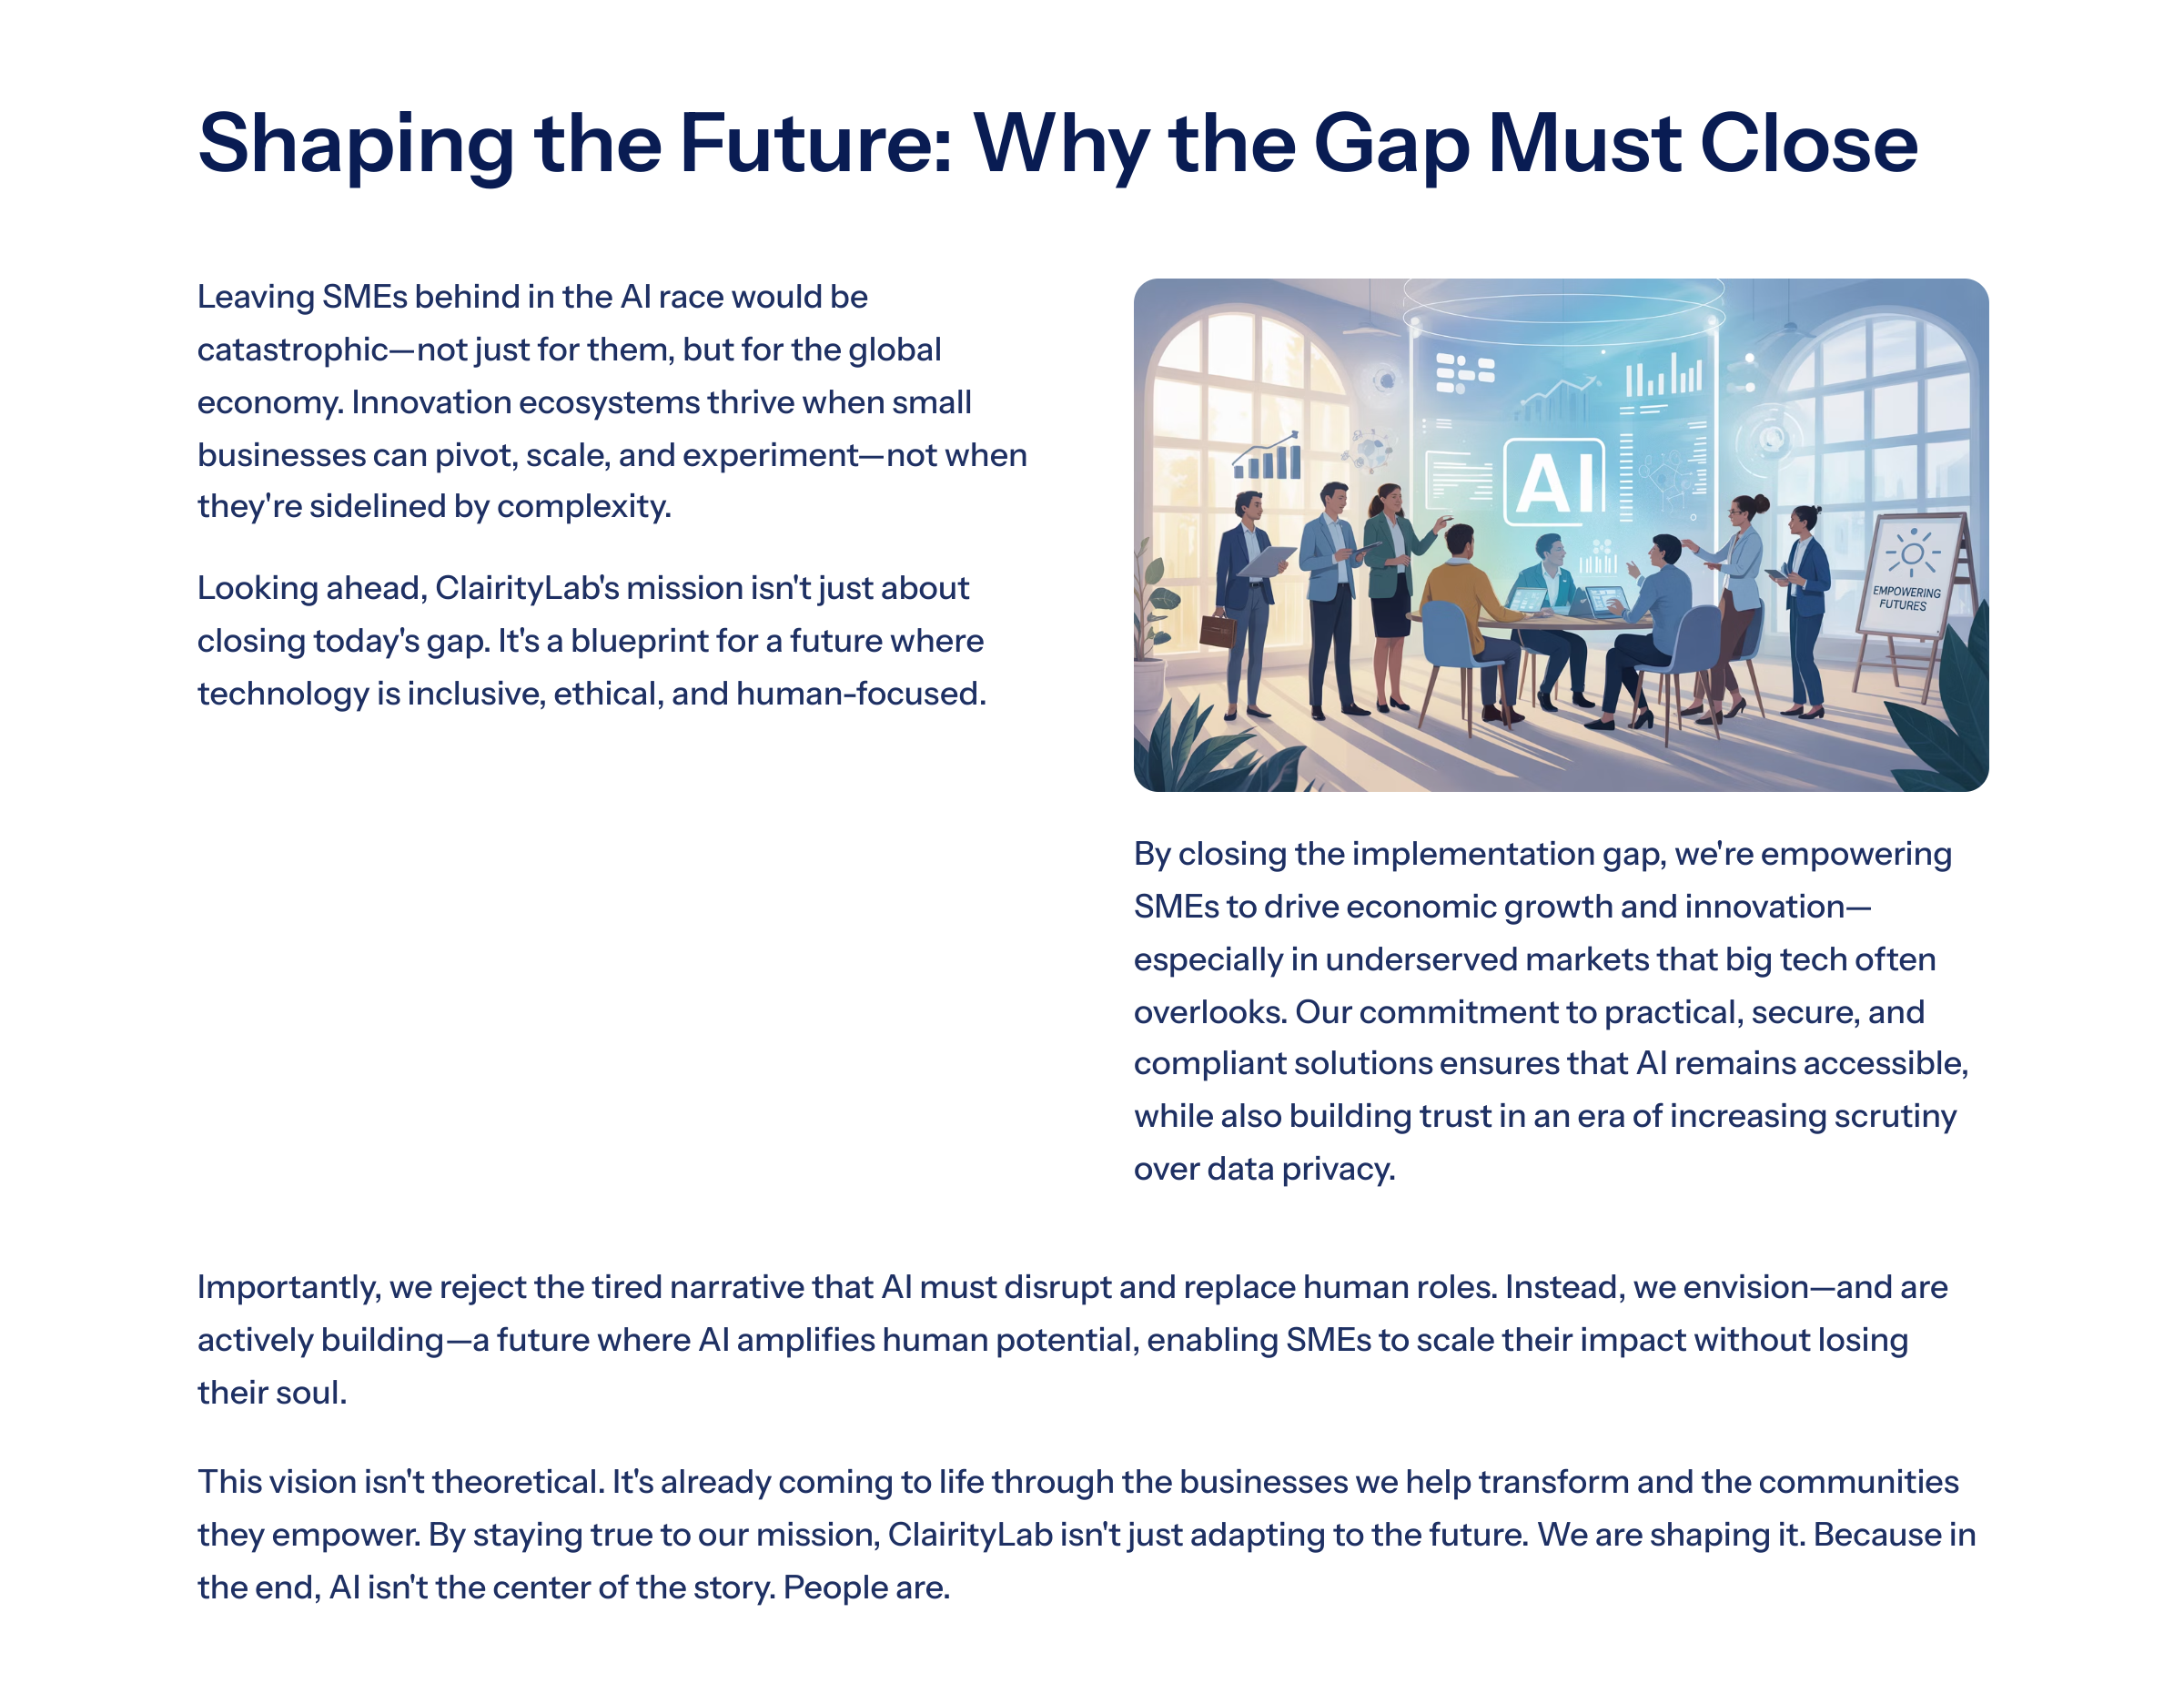 Shaping the Future: Why the Gap Must Close
Leaving SMEs behind in the AI race would be
catastrophic—not just for them, but for the global
economy. Innovation ecosystems thrive when small
businesses can pivot, scale, and experiment—not when
they're sidelined by complexity.
Looking ahead, ClairityLab's mission isn't just about
closing today's gap. It's a blueprint for a future where
technology is inclusive, ethical, and human-focused.
AI
EMPOWERING
FUTURES
By closing the implementation gap, we're empowering
SMEs to drive economic growth and innovation—
especially in underserved markets that big tech often
overlooks. Our commitment to practical, secure, and
compliant solutions ensures that AI remains accessible,
while also building trust in an era of increasing scrutiny
over data privacy.
Importantly, we reject the tired narrative that AI must disrupt and replace human roles. Instead, we envision—and are
actively building—a future where AI amplifies human potential, enabling SMEs to scale their impact without losing
their soul.
This vision isn't theoretical. It's already coming to life through the businesses we help transform and the communities
they empower. By staying true to our mission, ClairityLab isn't just adapting to the future. We are shaping it. Because in
the end, AI isn't the center of the story. People are.